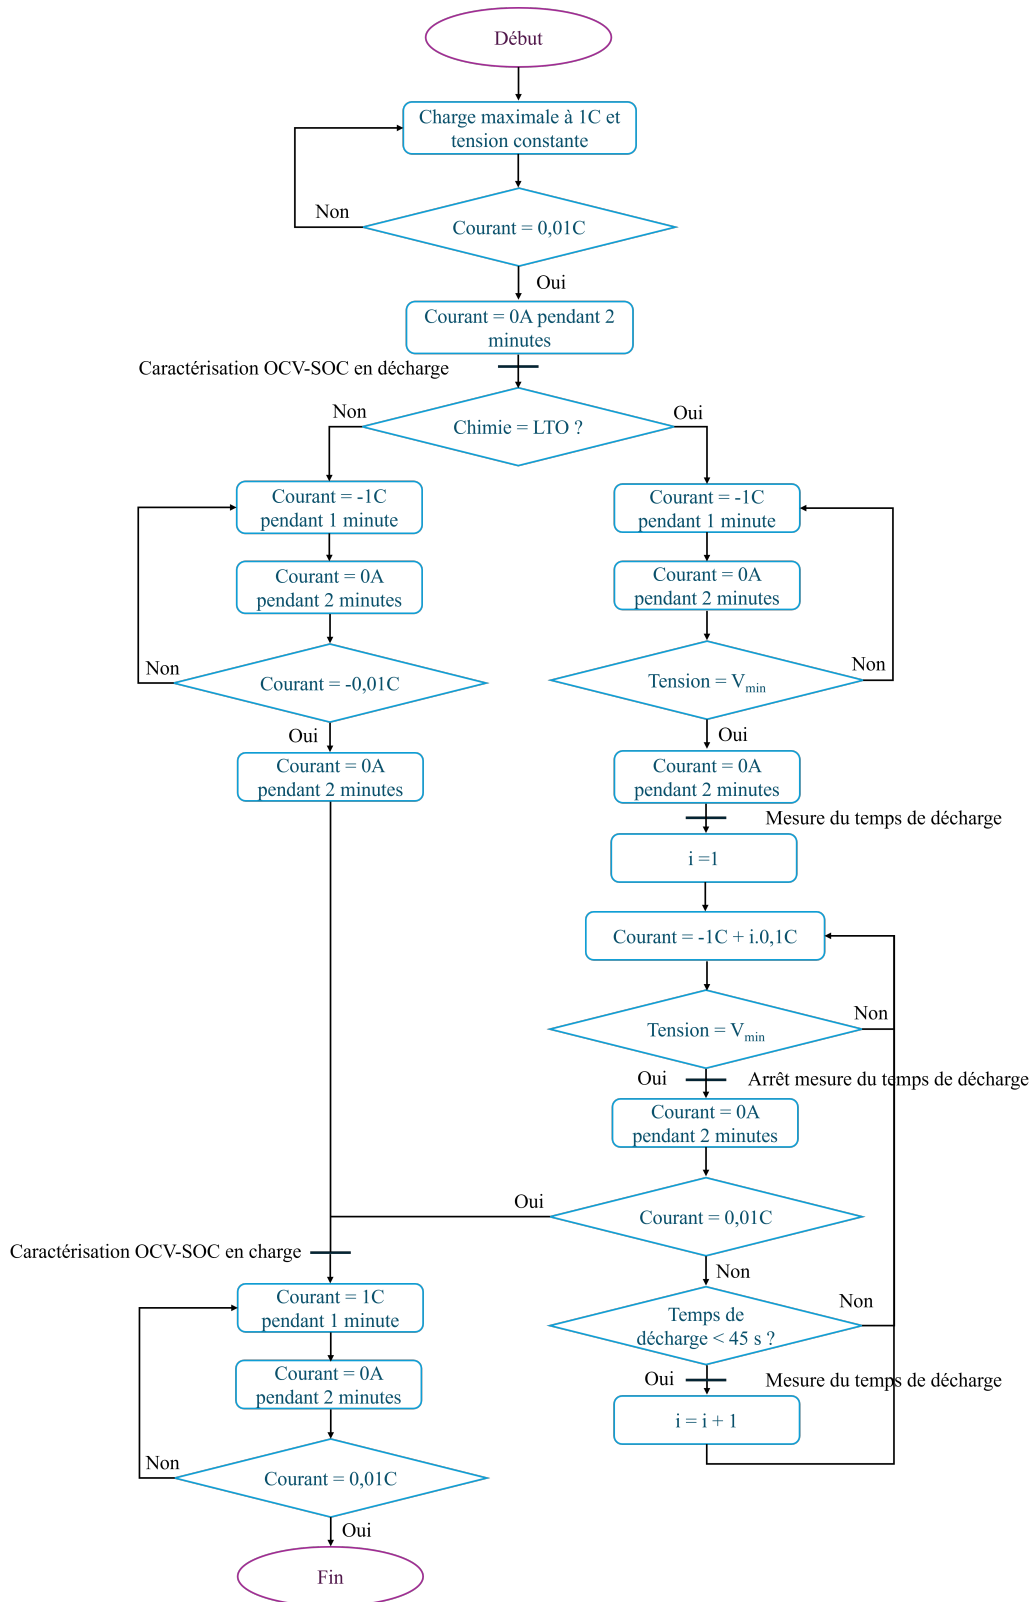 Début
Charge maximale à 1C et
tension constante
Non
Courant = 0,01C
Oui
Courant = 0A pendant 2
minutes
Caractérisation OCV-SOC en décharge
Non
Chimie = LTO ?
Oui
Courant = -1C
pendant 1 minute
Courant = 0A
pendant 2 minutes
Non
Courant = -0,01C
Oui
Courant = 0A
pendant 2 minutes
Courant = -1C
pendant 1 minute
Courant = 0A
pendant 2 minutes
Non
Tension = Vmin
Oui
Courant = 0A
pendant 2 minutes
Mesure du temps de décharge
i =1
Courant = -1C + i.0,1C
Non
Tension = Vmin
Oui
Arrêt mesure du temps de décharge
Courant = 0A
pendant 2 minutes
Oui
Courant = 0,01C
Non
Temps de
décharge < 45 s ?
Non
Oui
Mesure du temps de décharge
i = i + 1
Caractérisation OCV-SOC en charge
Courant = 1C
pendant 1 minute
Courant = 0A
pendant 2 minutes
Non
Courant = 0,01C
Oui
Fin